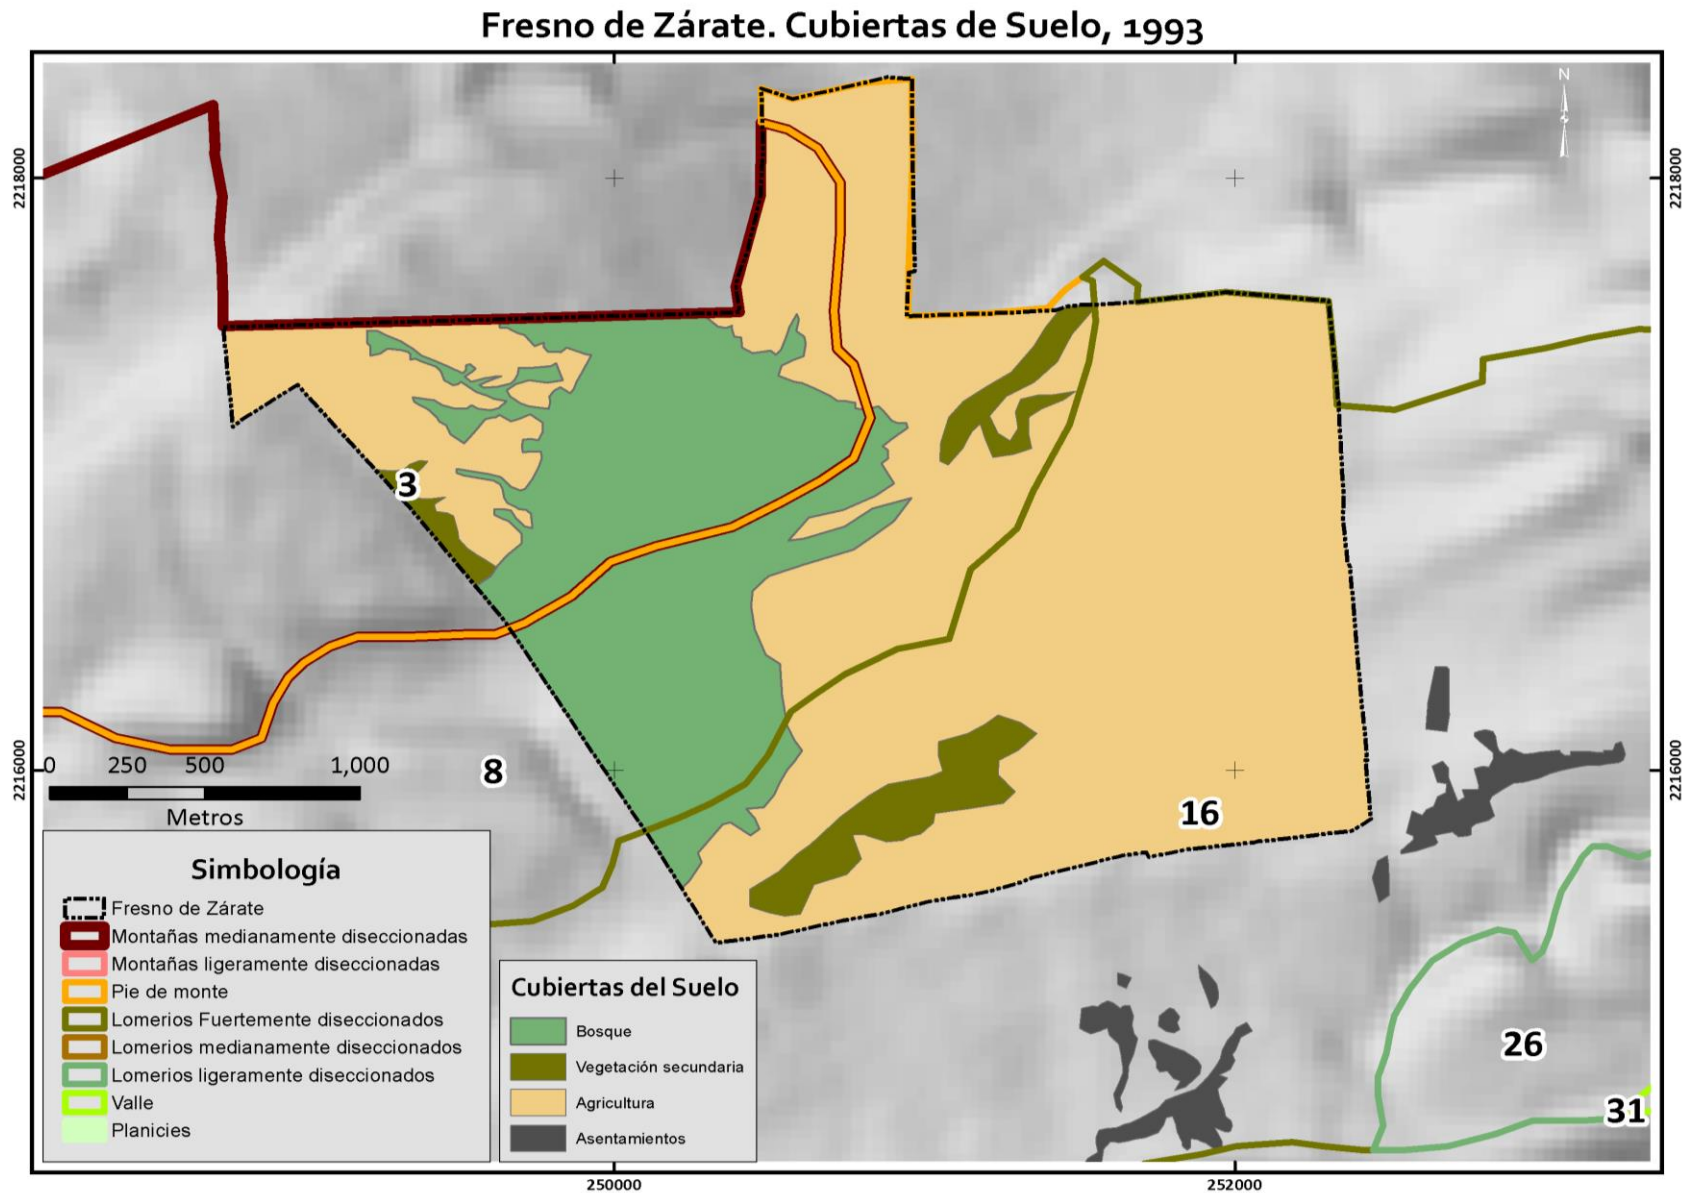 Fresno de Zárate. Cubiertas de Suelo, 1993
N
2218000
2218000
3
2216000
2216000
0 250 500 1,000
Metros
8
16
26
31
Simbología
Fresno de Zárate
Montañas medianamente diseccionadas
Montañas ligeramente diseccionadas
Pie de monte
Lomerios Fuertemente diseccionados
Lomerios medianamente diseccionados
Lomerios ligeramente diseccionados
Valle
Planicies
Cubiertas del Suelo
Bosque
Vegetación secundaria
Agricultura
Asentamientos
250000
252000